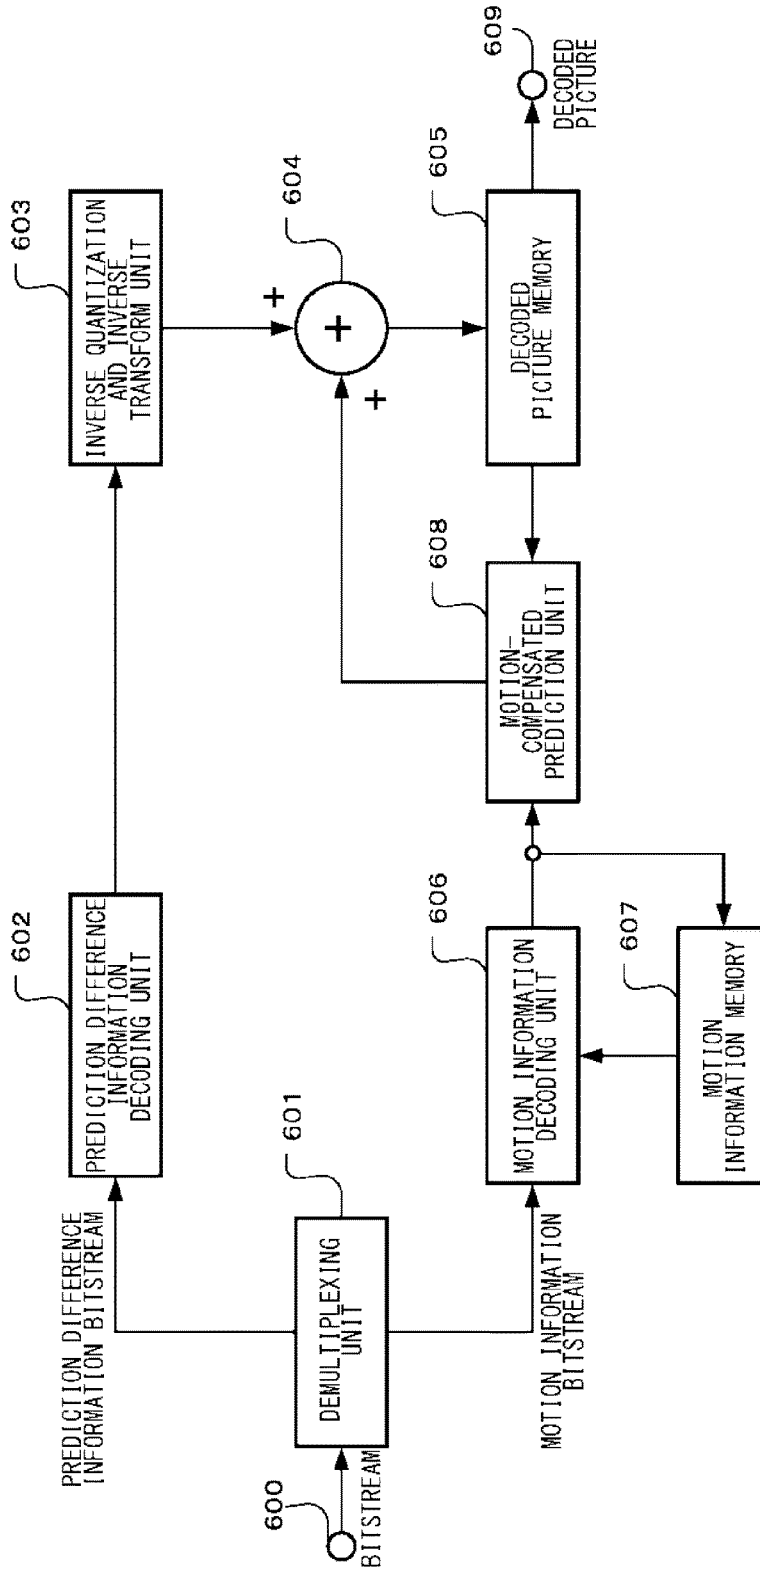 600
BITSTREAM
DEMULTIPLEXING
UNIT
601
PREDICTION DIFFERENCE
INFORMATION BITSTREAM
MOTION INFORMATION
BITSTREAM
PREDICTION DIFFERENCE
INFORMATION
DECODING UNIT
602
INVERSE QUANTIZATION
AND INVERSE
TRANSFORM UNIT
603
+
+
+
604
DECODED
PICTURE MEMORY
605
MOTION INFORMATION
DECODING UNIT
606
MOTION
INFORMATION MEMORY
607
MOTION-
COMPENSATED
PREDICTION UNIT
608
609
DECODED
PICTURE